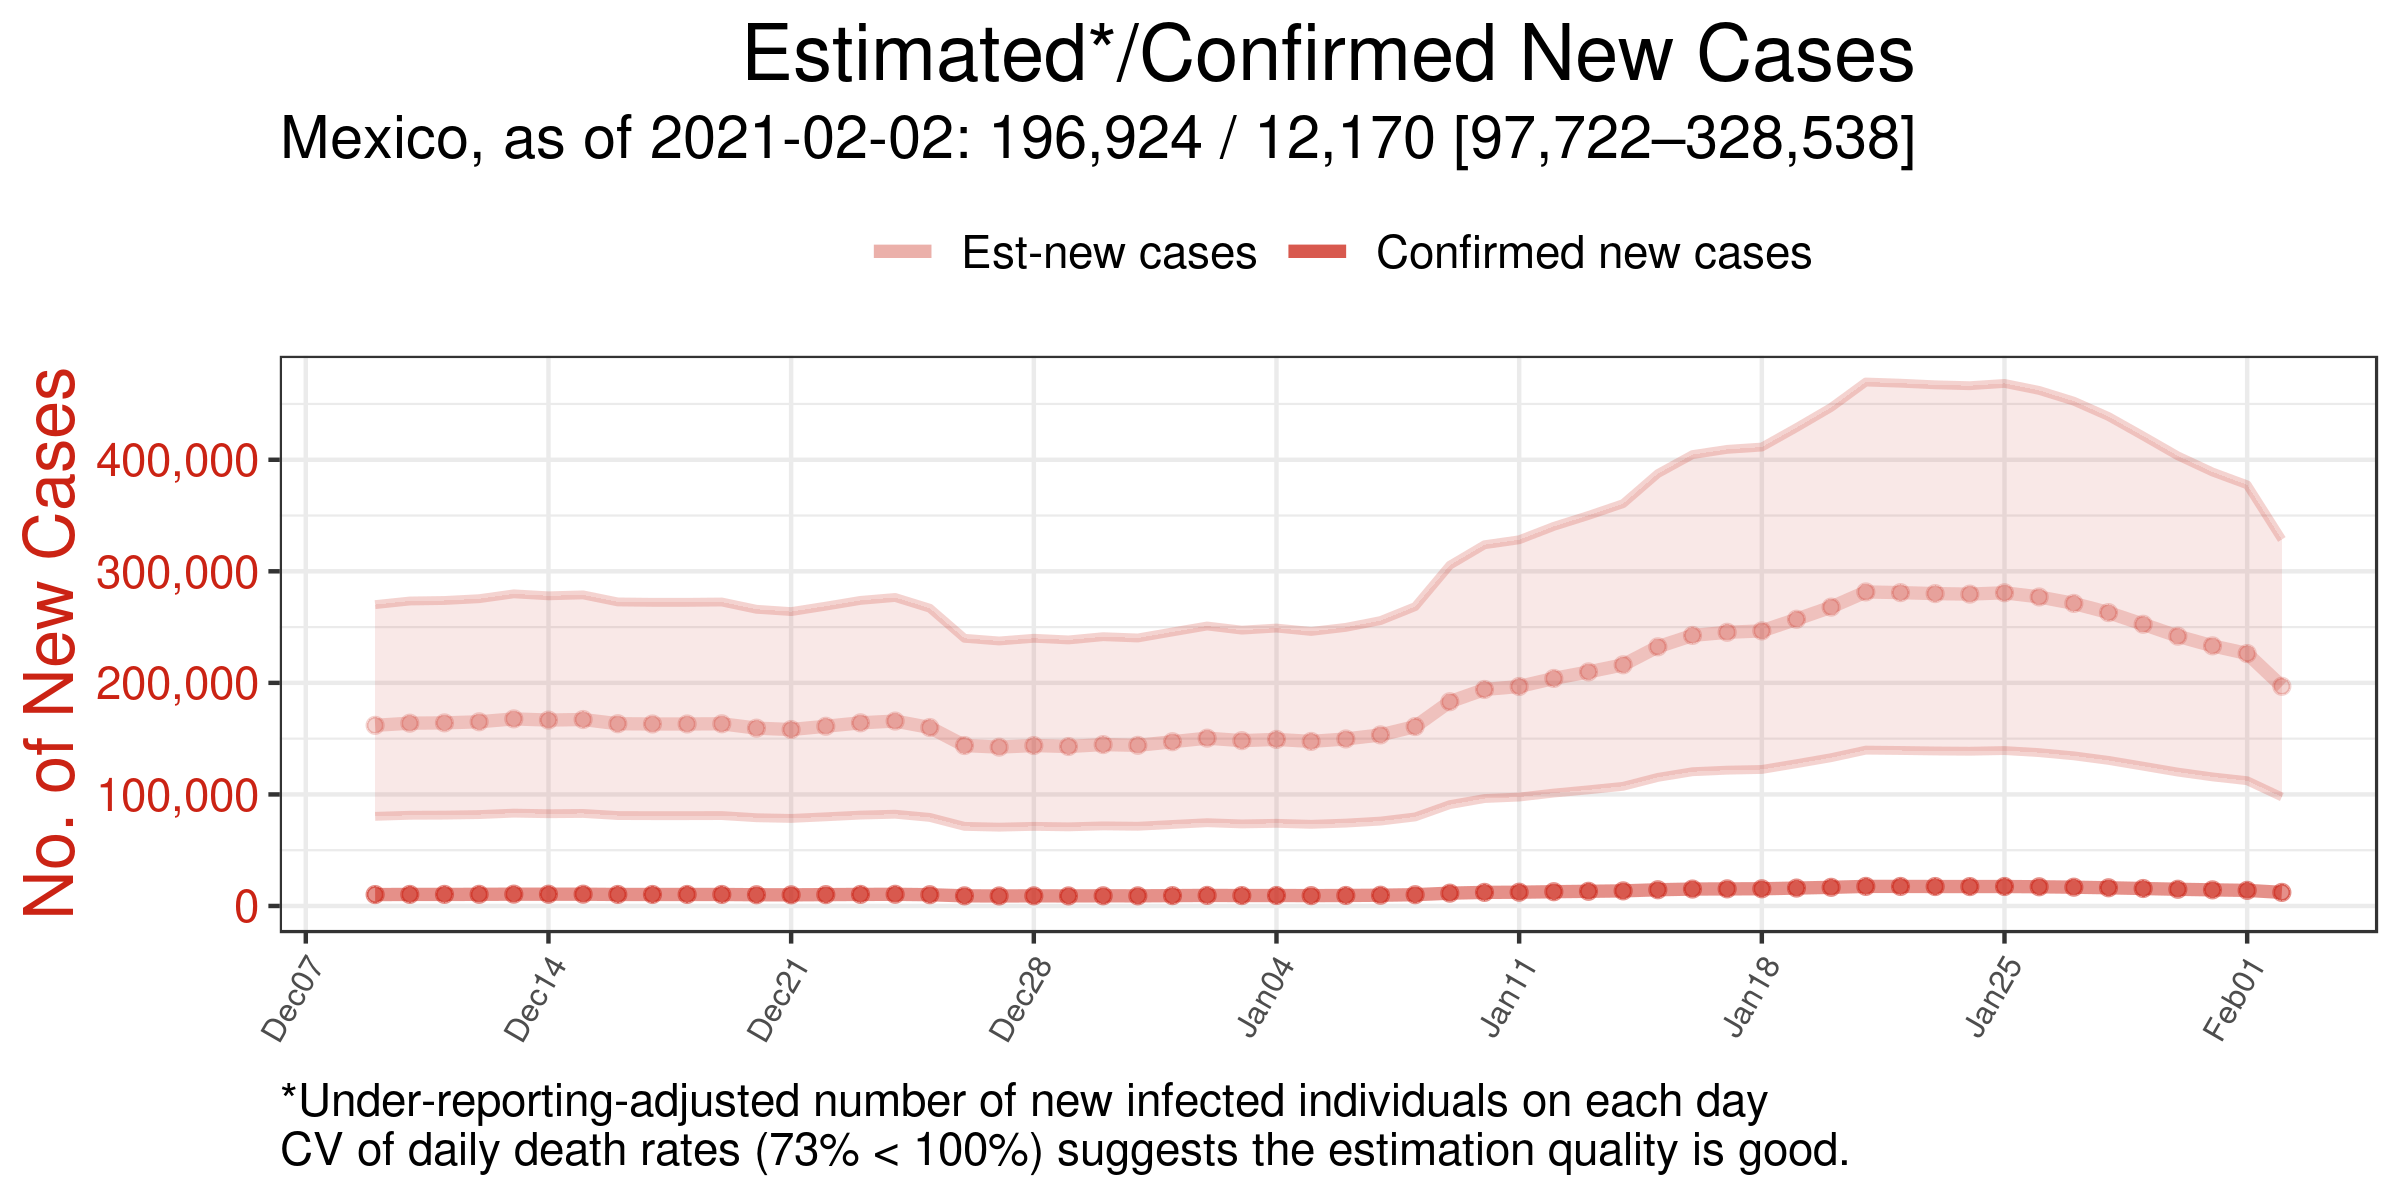 Estimated*/Confirmed New Cases
Mexico, as of 2021-02-02: 196,924 / 12,170 [97,722–328,538]
Est-new cases
Confirmed new cases
No. of New Cases
400,000
300,000
200,000
100,000
0
Dec07
Dec14
Dec21
Dec28
Jan04
Jan11
Jan18
Jan25
Feb01
*Under-reporting-adjusted number of new infected individuals on each day
CV of daily death rates (73% < 100%) suggests the estimation quality is good.